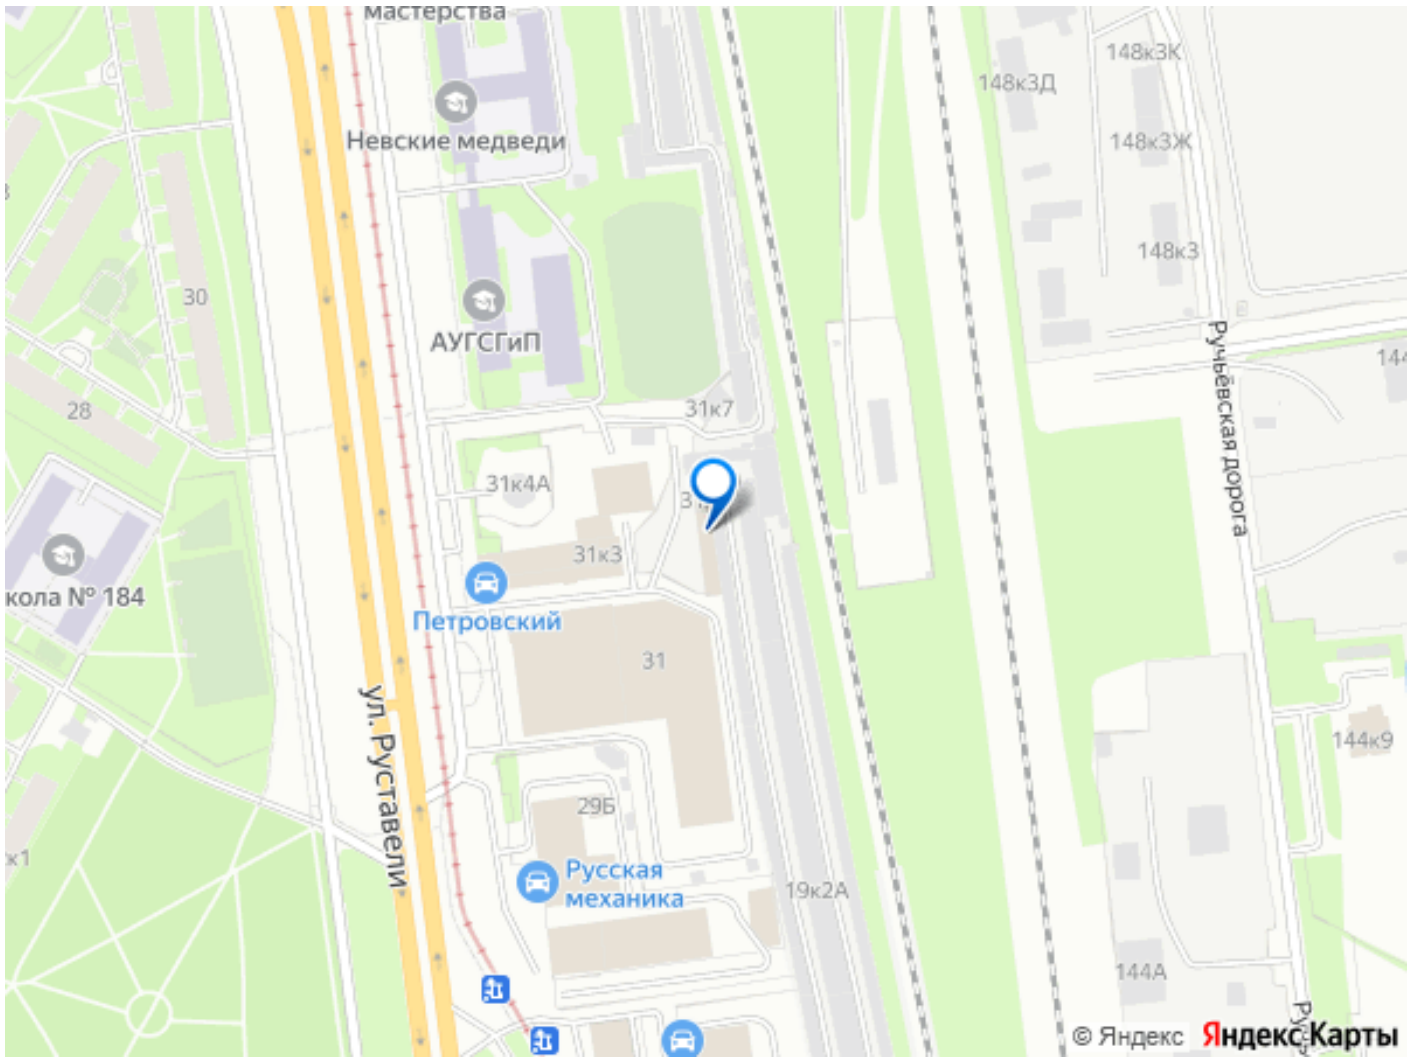 мастерства
148к3К
148к3Д
Невские медведи
148к3Ж
148к3
30
АУГСГиП
Ручьёвская дорога
144
28
31к7
31к4А
31к3
кола № 184
Петровский
31
ул. Руставели
144к9
29Б
к1
Русская
механика
19к2А
144А
© Яндекс
Яндекс Карты